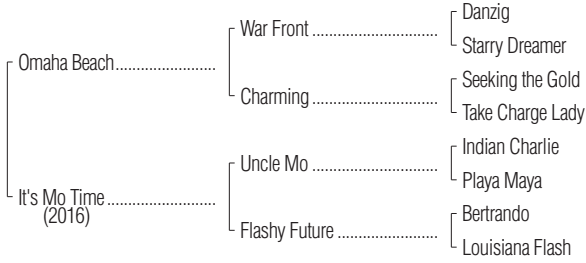 Danzig
War Front ........................................
Starry Dreamer
Omaha Beach........................
Seeking the Gold
Charming ........................................
Take Charge Lady
Indian Charlie
Uncle Mo ........................................
Playa Maya
It's Mo Time ..........................
(2016)
Bertrando
Flashy Future ................................
Louisiana Flash